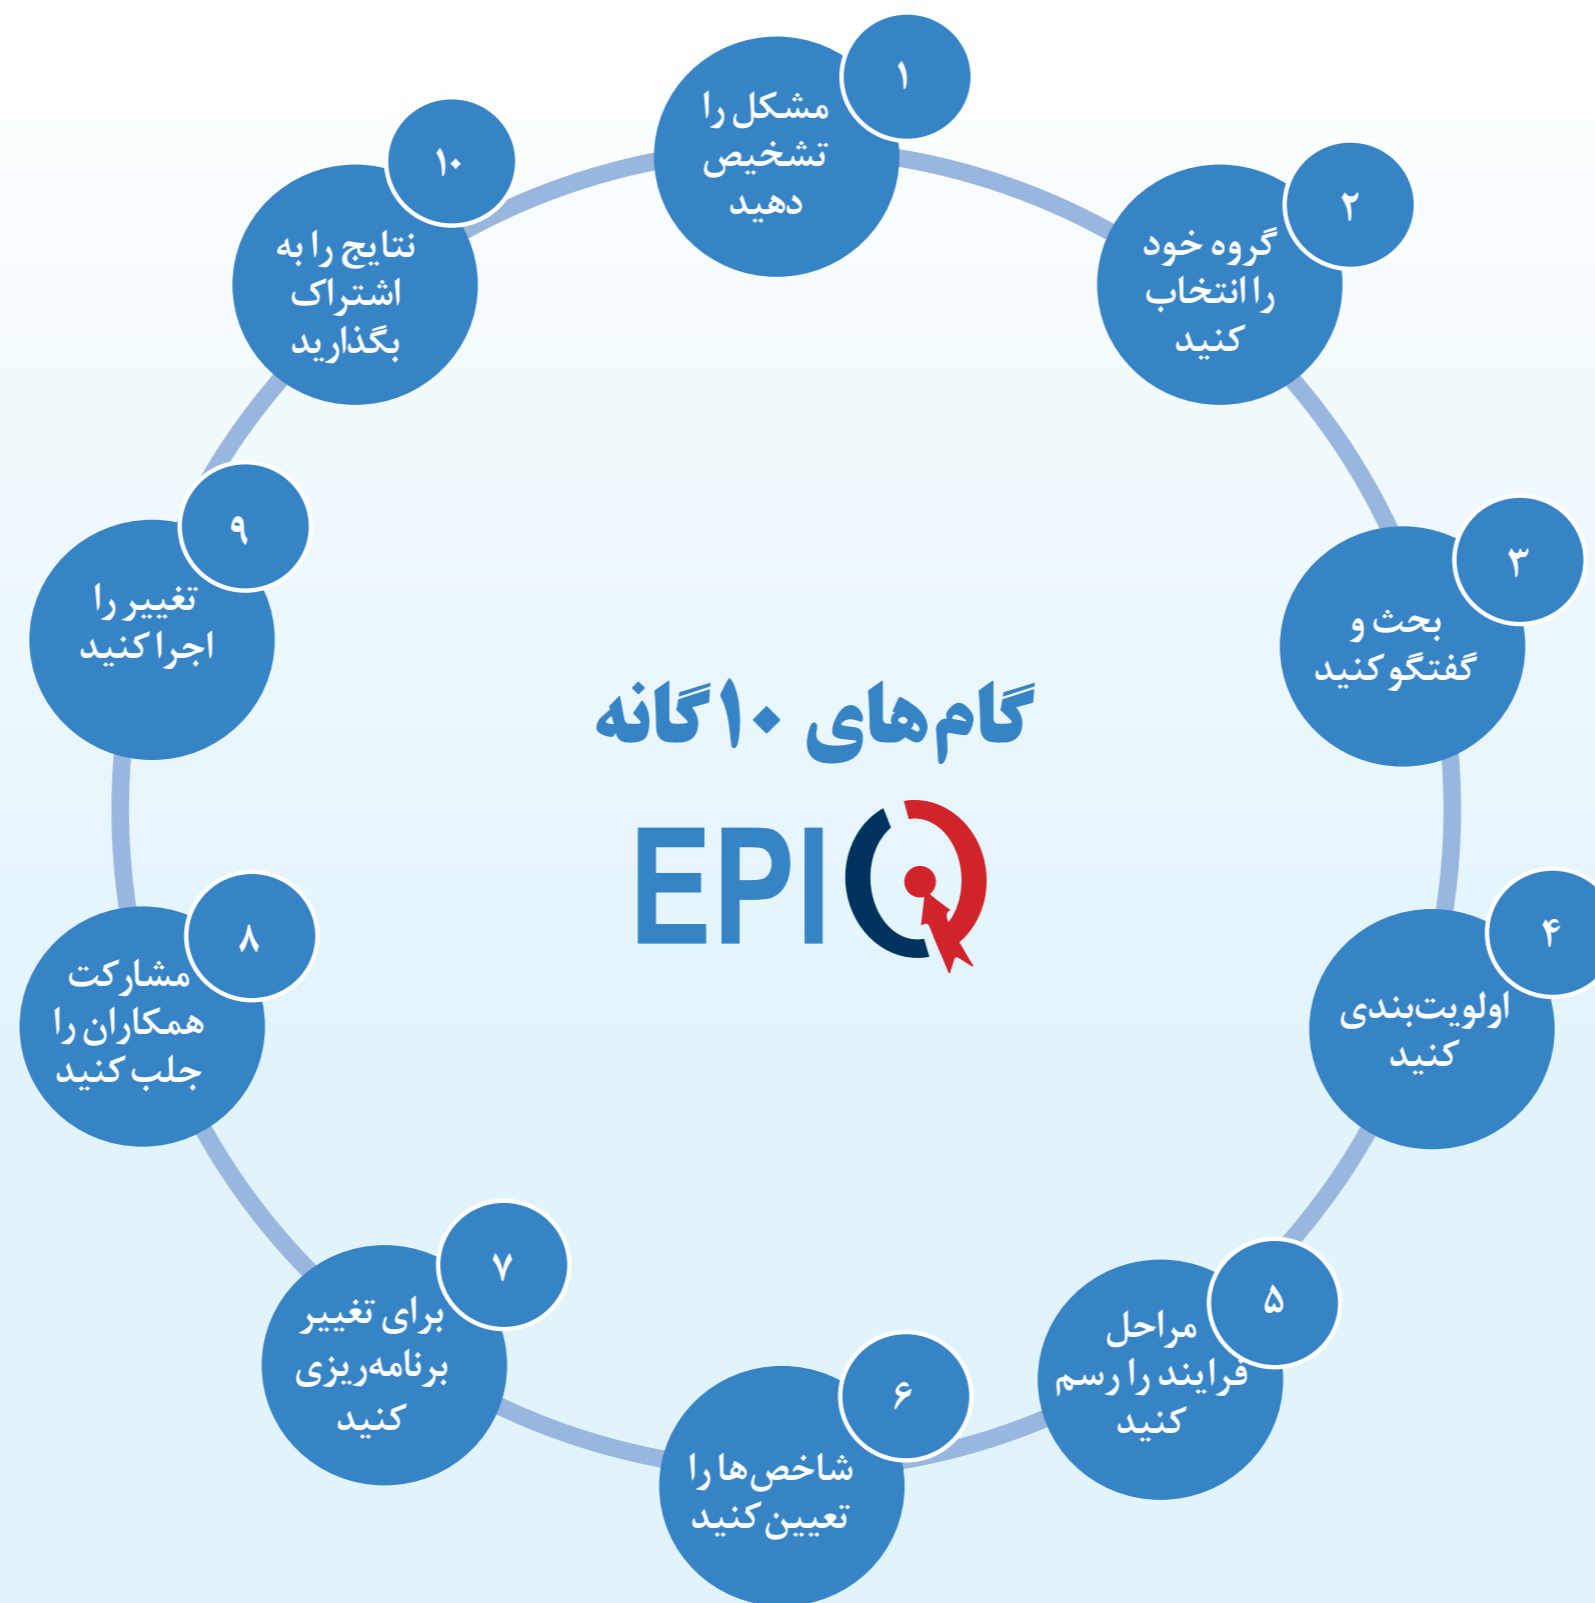 گام‌های ۱۰گانه
EPIQ
۱
مشکل را
تشخیص
دهید
۲
گروه خود
را انتخاب
کنید
۳
بحث و
گفتگو کنید
۴
اولویت‌بندی
کنید
۵
مراحل
فرایند را رسم
کنید
۶
شاخص‌ها را
تعیین کنید
۷
برای تغییر
برنامه‌ریزی
کنید
۸
مشارکت
همکاران را
جلب کنید
۹
تغییر را
اجرا کنید
۱۰
نتایج را به
اشتراک
بگذارید